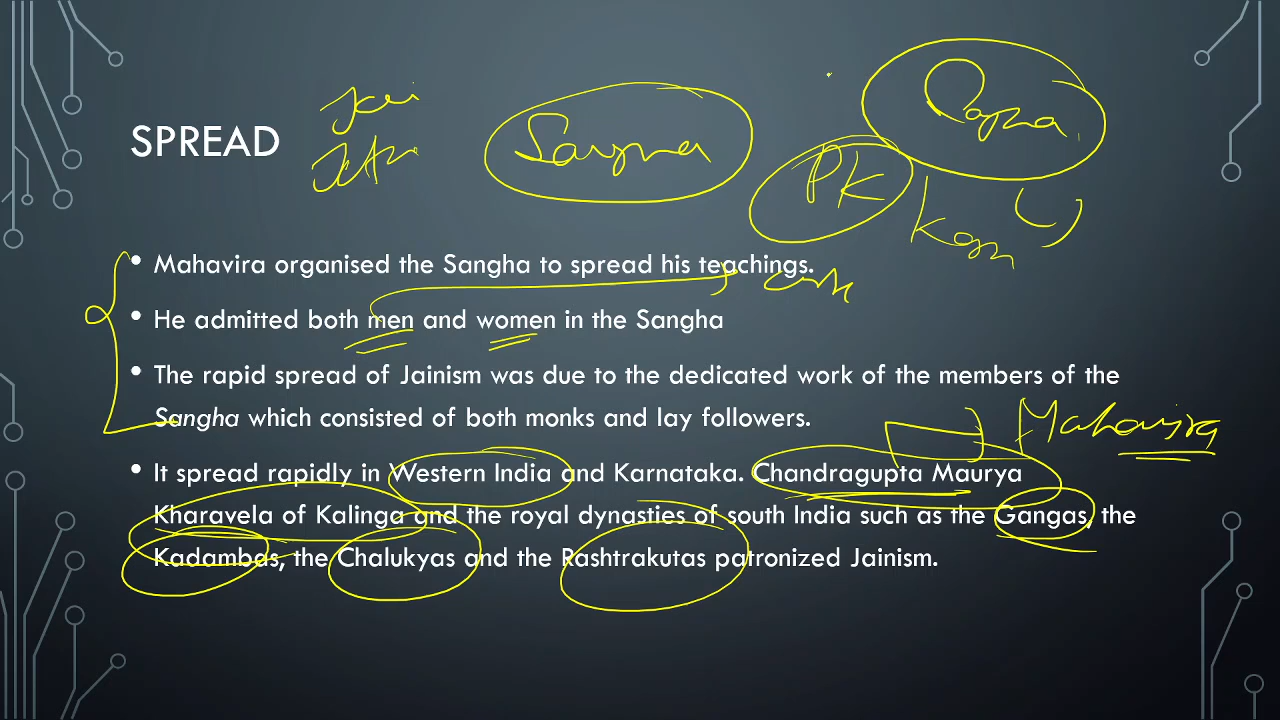 SPREAD
Sangha
PK
• Mahavira organised the Sangha to spread his teachings.
• He admitted both men and women in the Sangha
• The rapid spread of Jainism was due to the dedicated work of the members of the
Sangha which consisted of both monks and lay followers.
Mahavira
• It spread rapidly in Western India and Karnataka. Chandragupta Maurya
Kharavela of Kalinga and the royal dynasties of south India such as the Gangas, the
Kadambas, the Chalukyas and the Rashtrakutas patronized Jainism.